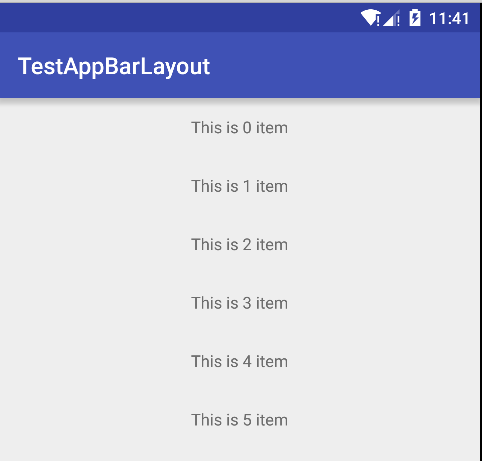 11:41
TestAppBarLayout
This is 0 item
This is 1 item
This is 2 item
This is 3 item
This is 4 item
This is 5 item